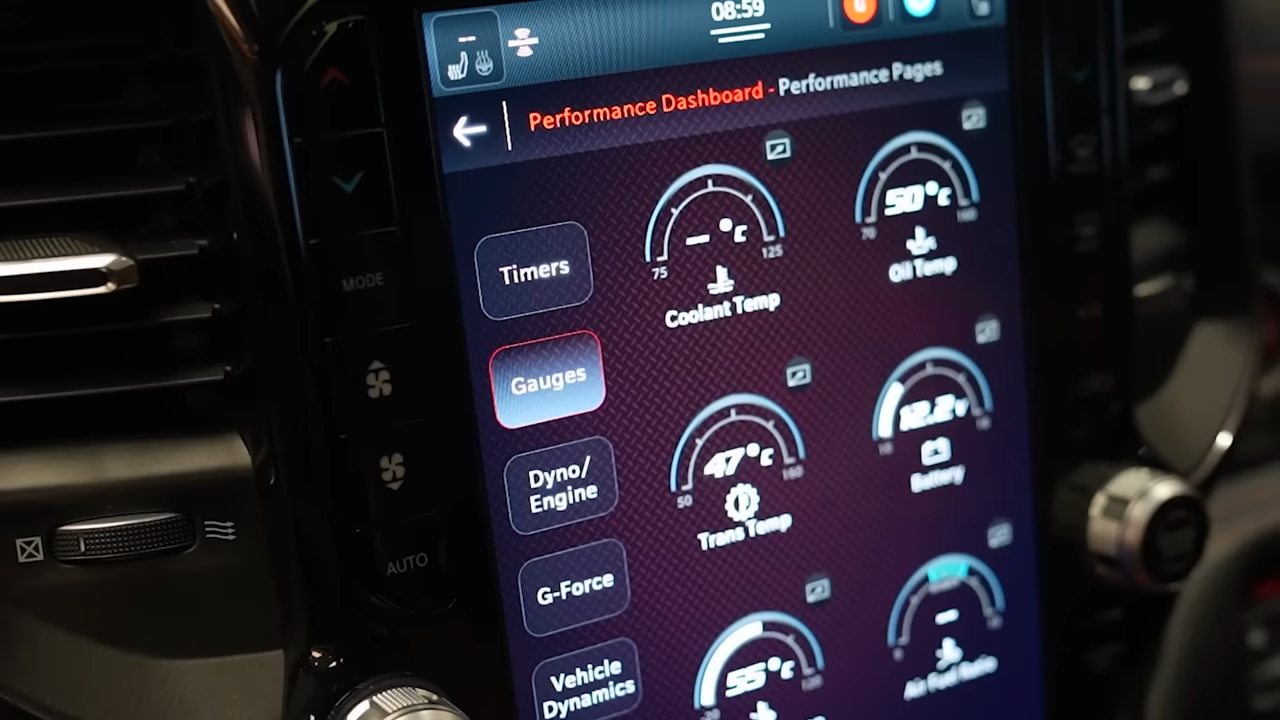 08:59
Performance Dashboard - Performance Pages
Timers
Gauges
Dyno/
Engine
G-Force
Vehicle
Dynamics
-- °C
75
125
Coolant Temp
50°C
70
160
Oil Temp
47°C
50
160
Trans Temp
12.2v
10
Battery
55°C
120
Air Fuel Ratio
MODE
AUTO